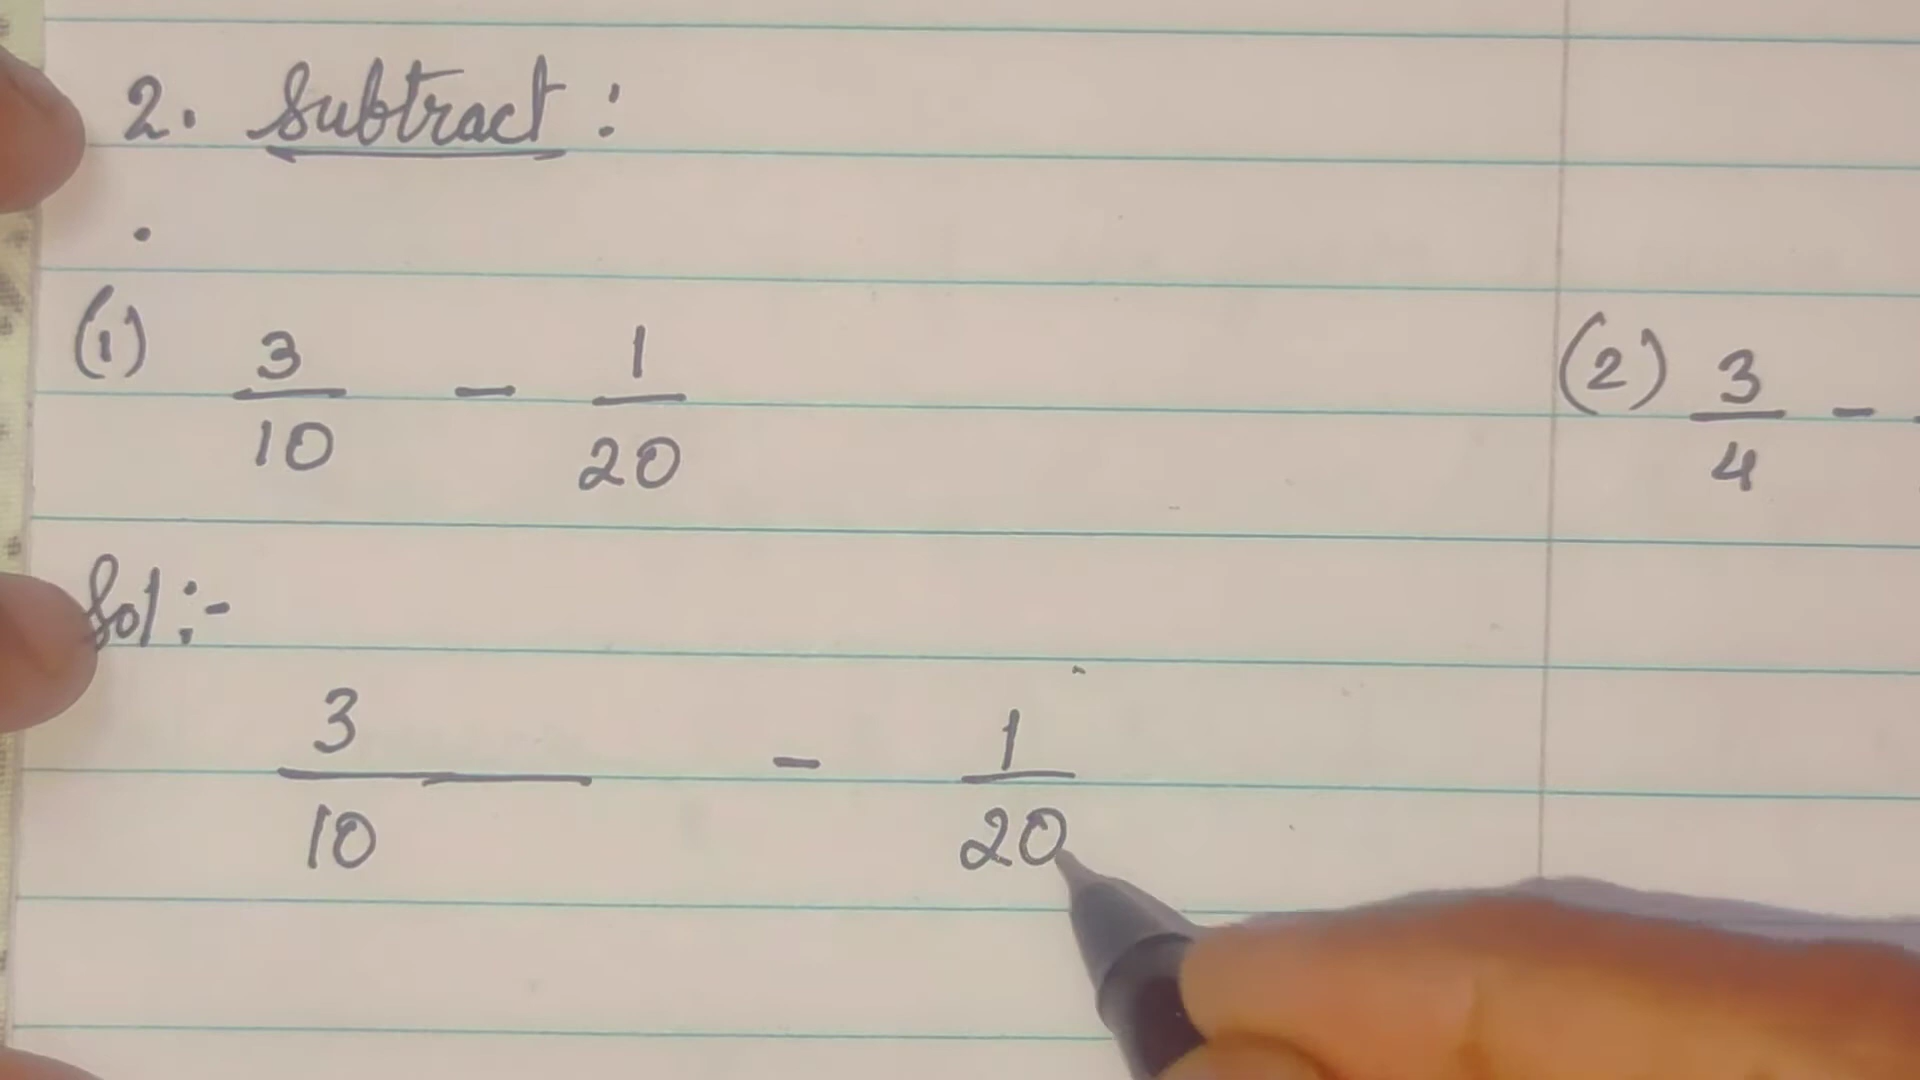 2. Subtract :
(1) 3/10 - 1/20
(2) 3/4 -
Sol :-
3/10 - 1/20